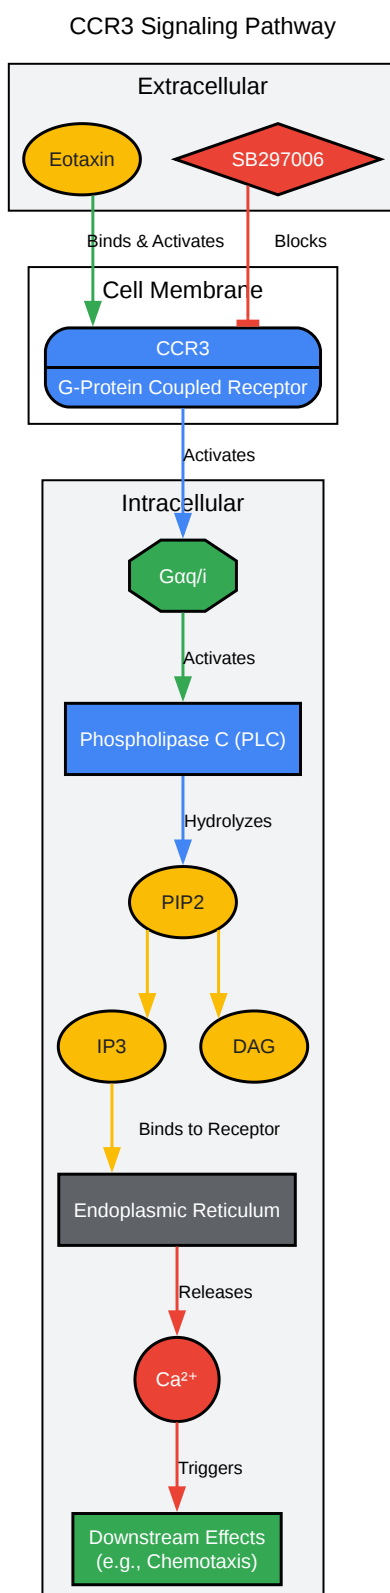 CCR3 Signaling Pathway
Extracellular
Eotaxin
SB297006
Binds & Activates
Blocks
Cell Membrane
CCR3
G-Protein Coupled Receptor
Activates
Intracellular
Gαq/i
Activates
Phospholipase C (PLC)
Hydrolyzes
PIP2
IP3
DAG
Binds to Receptor
Endoplasmic Reticulum
Releases
Ca²⁺
Triggers
Downstream Effects
(e.g., Chemotaxis)